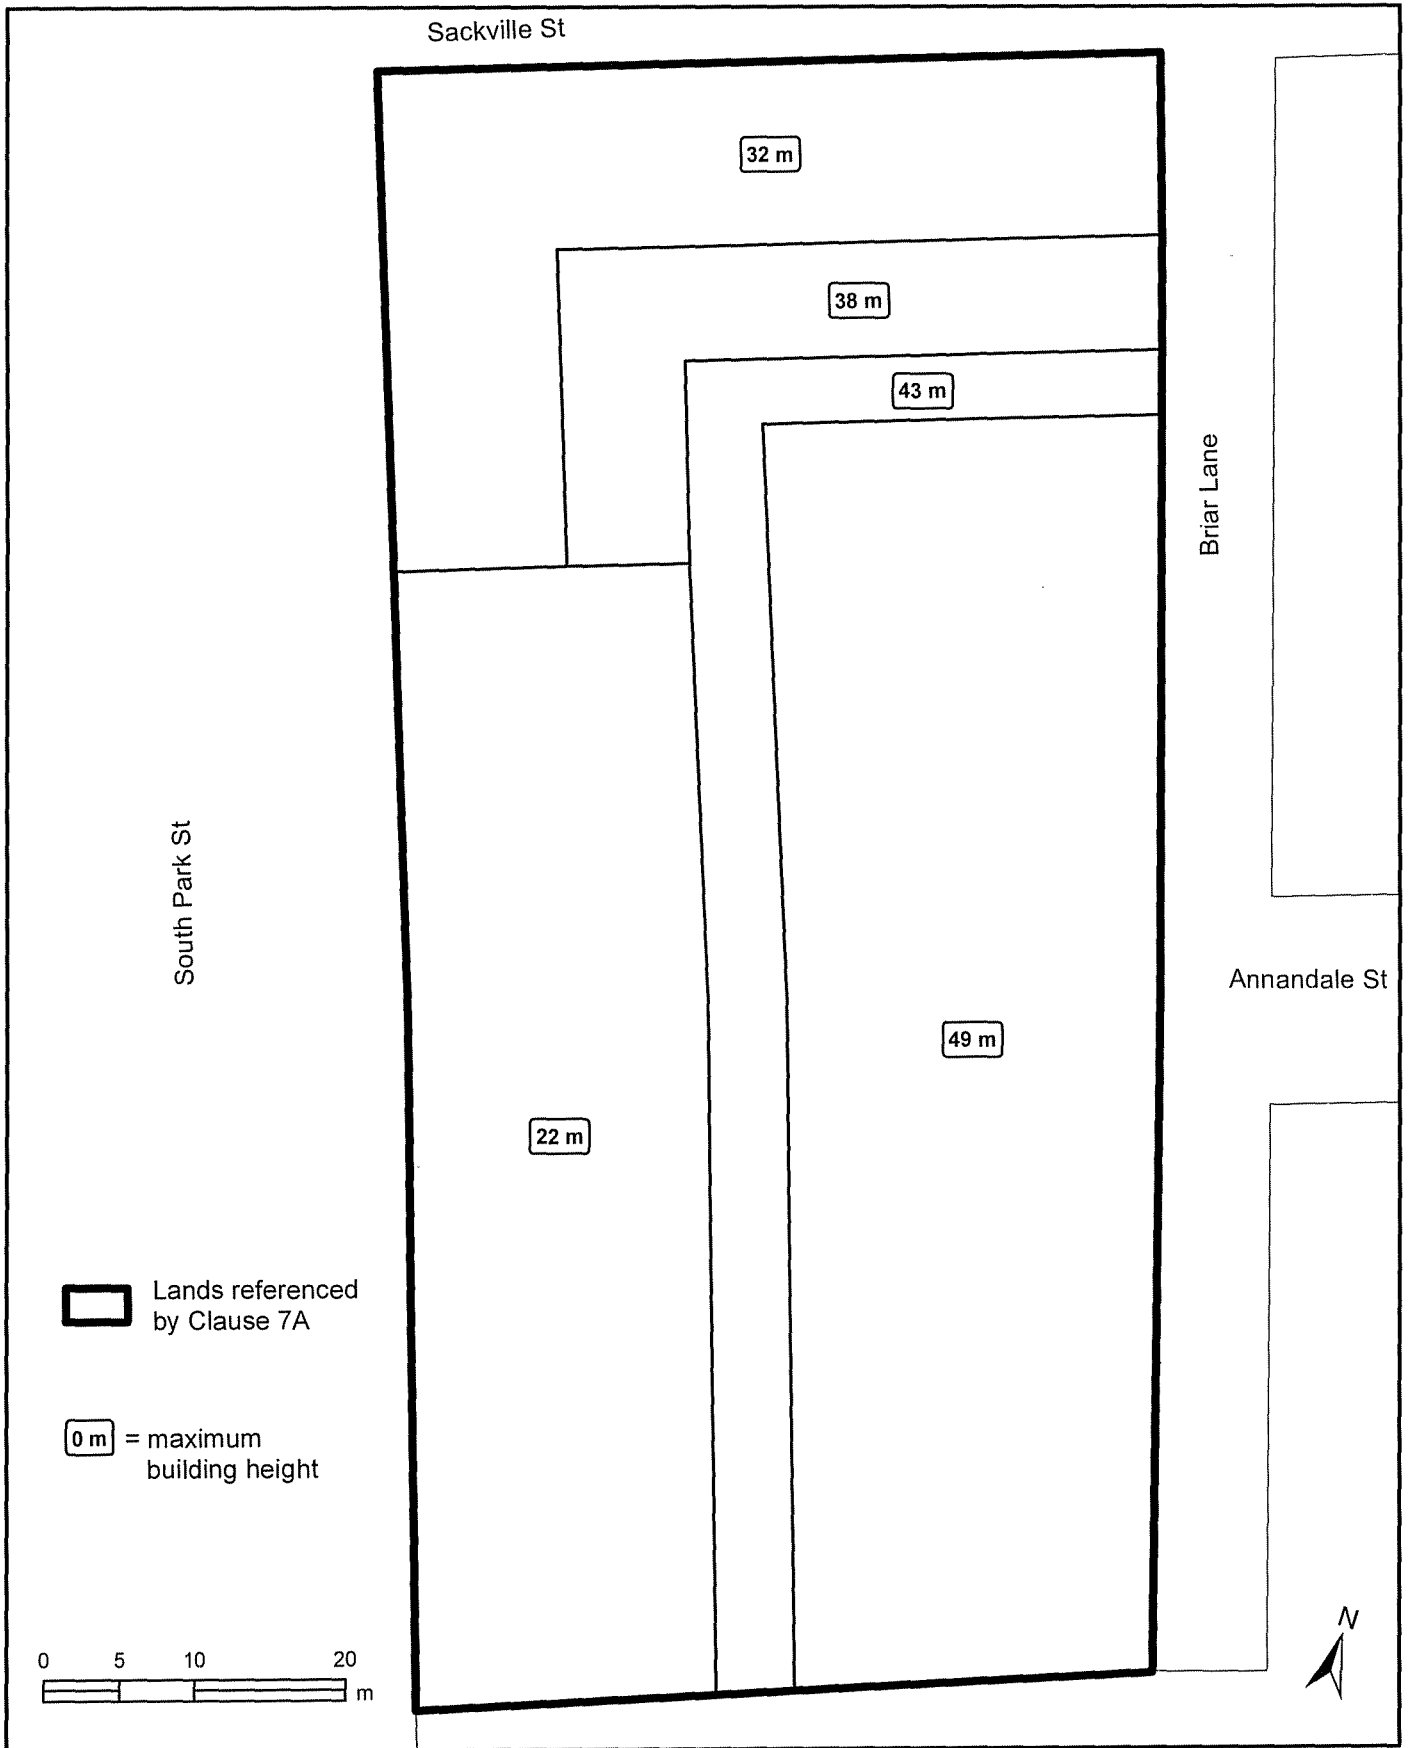 Sackville St
32 m
38 m
43 m
Briar Lane
South Park St
Annandale St
49 m
22 m
Lands referenced
by Clause 7A
0 m = maximum
building height
N
0 5 10 20
m